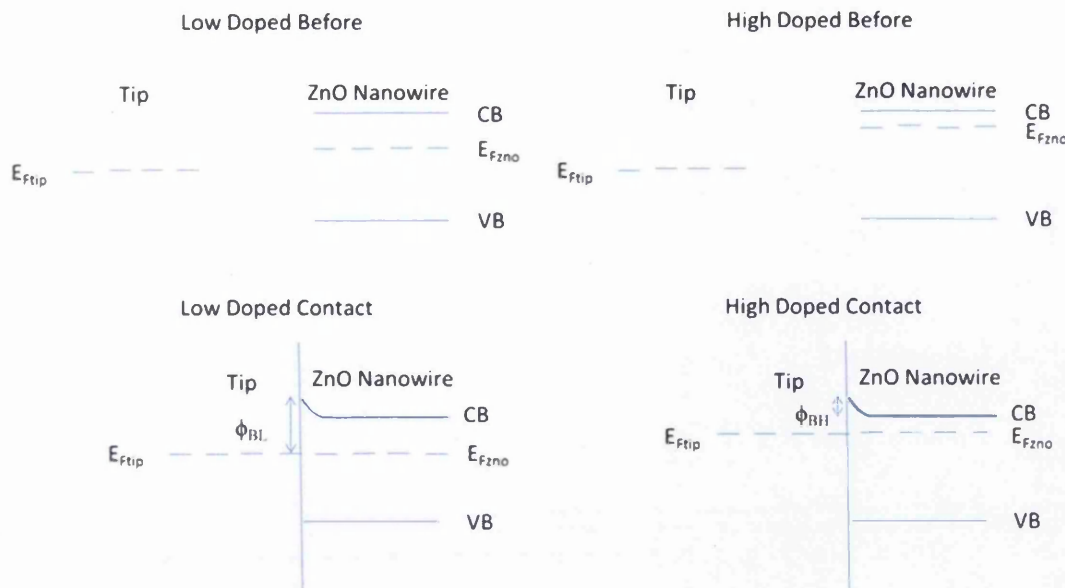 Low Doped Before
High Doped Before
Tip
ZnO Nanowire
CB
E_Fzno
E_Ftip
VB
Tip
ZnO Nanowire
CB
E_Fzno
E_Ftip
VB
Low Doped Contact
High Doped Contact
Tip
ZnO Nanowire
CB
ϕ_BL
E_Ftip
E_Fzno
VB
Tip
ZnO Nanowire
CB
ϕ_BH
E_Ftip
E_Fzno
VB